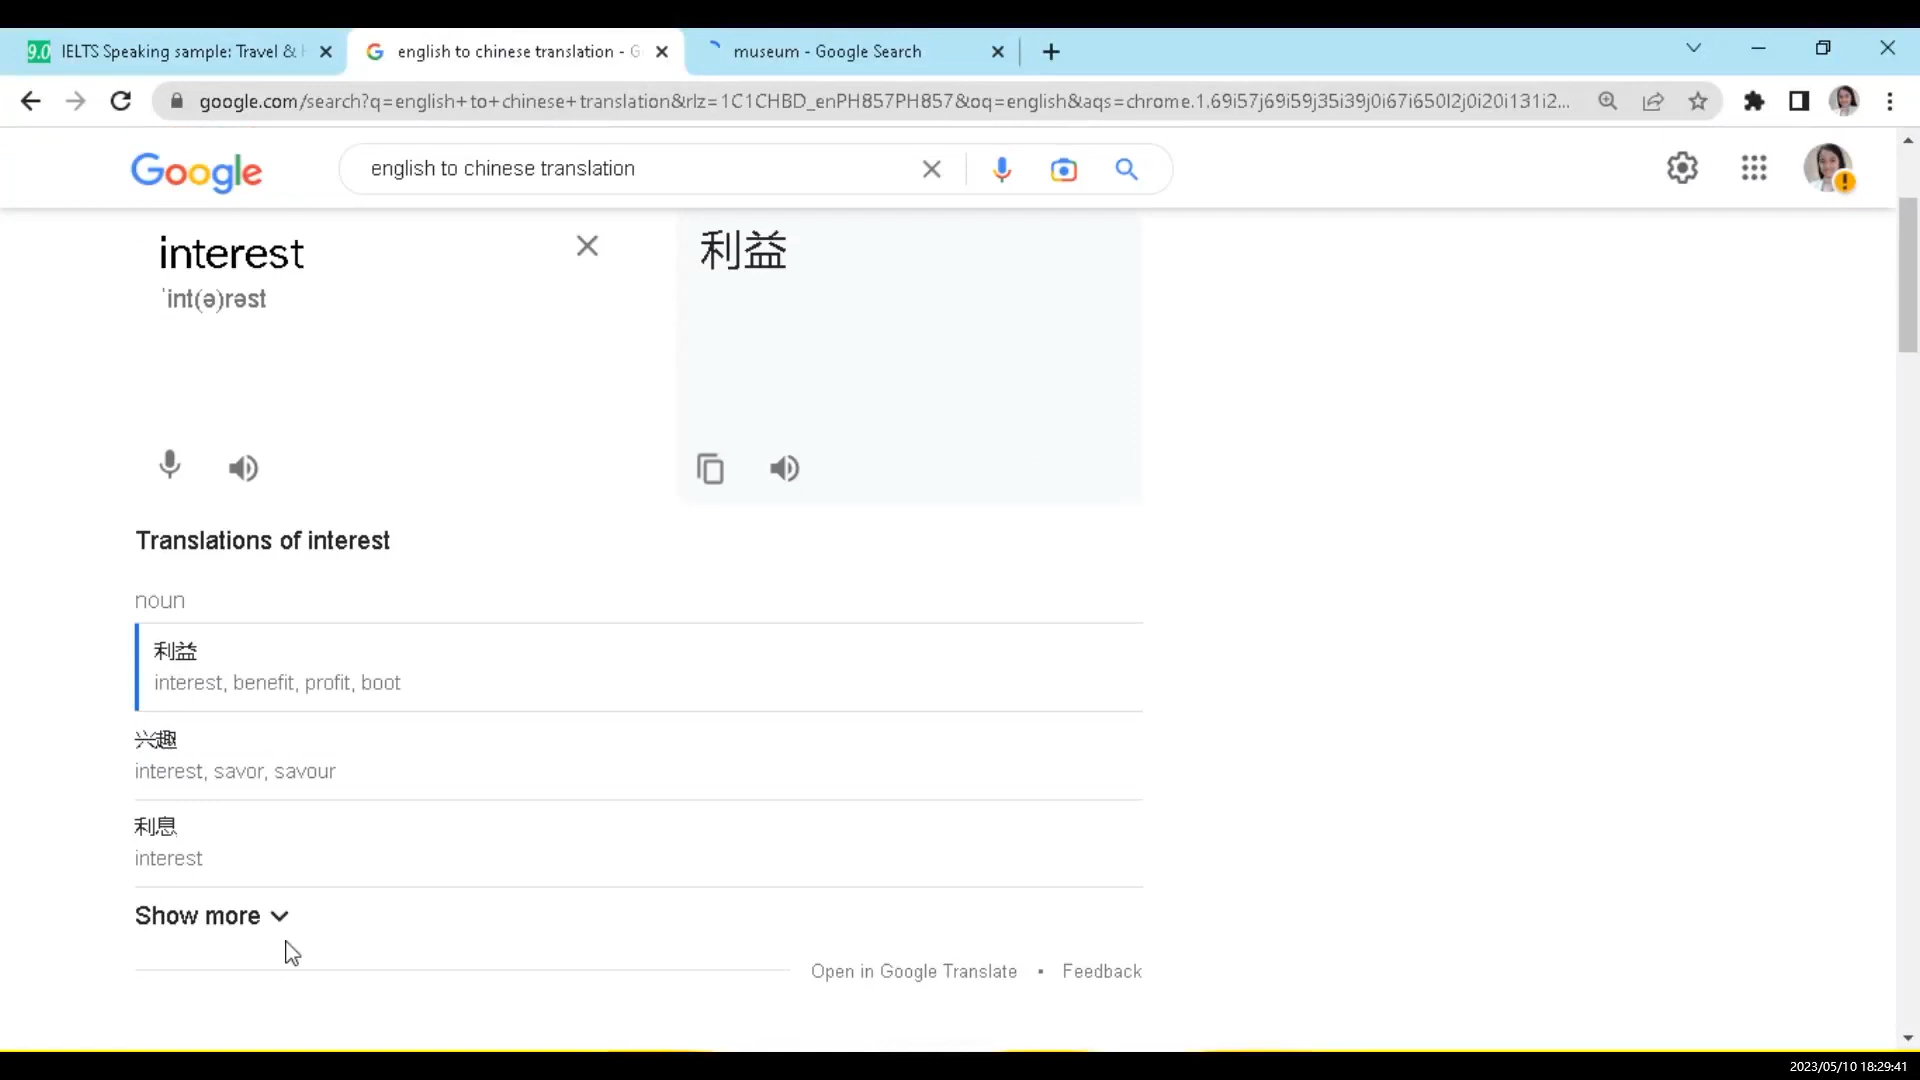 9.0 IELTS Speaking sample: Travel &
english to chinese translation - G
museum - Google Search
google.com/search?q=english+to+chinese+translation&rlz=1C1CHBD_enPH857PH857&oq=english&aqs=chrome.1.69i57j69i59j35i39j0i67i650l2j0i20i131i2...
Google
english to chinese translation
interest
利益
ˈint(ə)rəst
Translations of interest
noun
利益
interest, benefit, profit, boot
兴趣
interest, savor, savour
利息
interest
Show more
Open in Google Translate • Feedback
2023/05/10 18:29:41